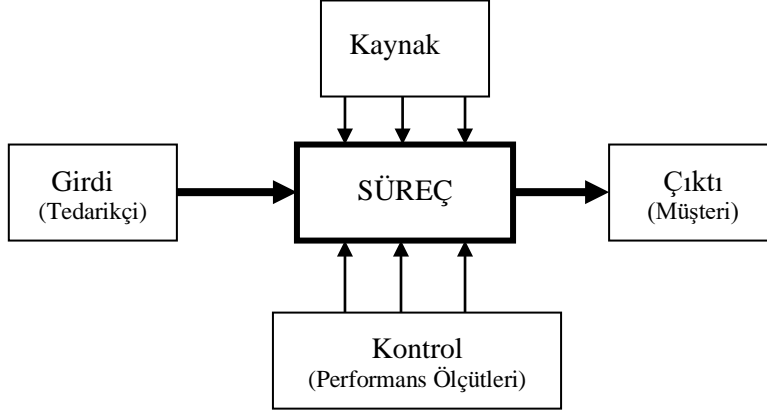 Kaynak
Girdi
(Tedarikçi)
SÜREÇ
Çıktı
(Müşteri)
Kontrol
(Performans Ölçütleri)